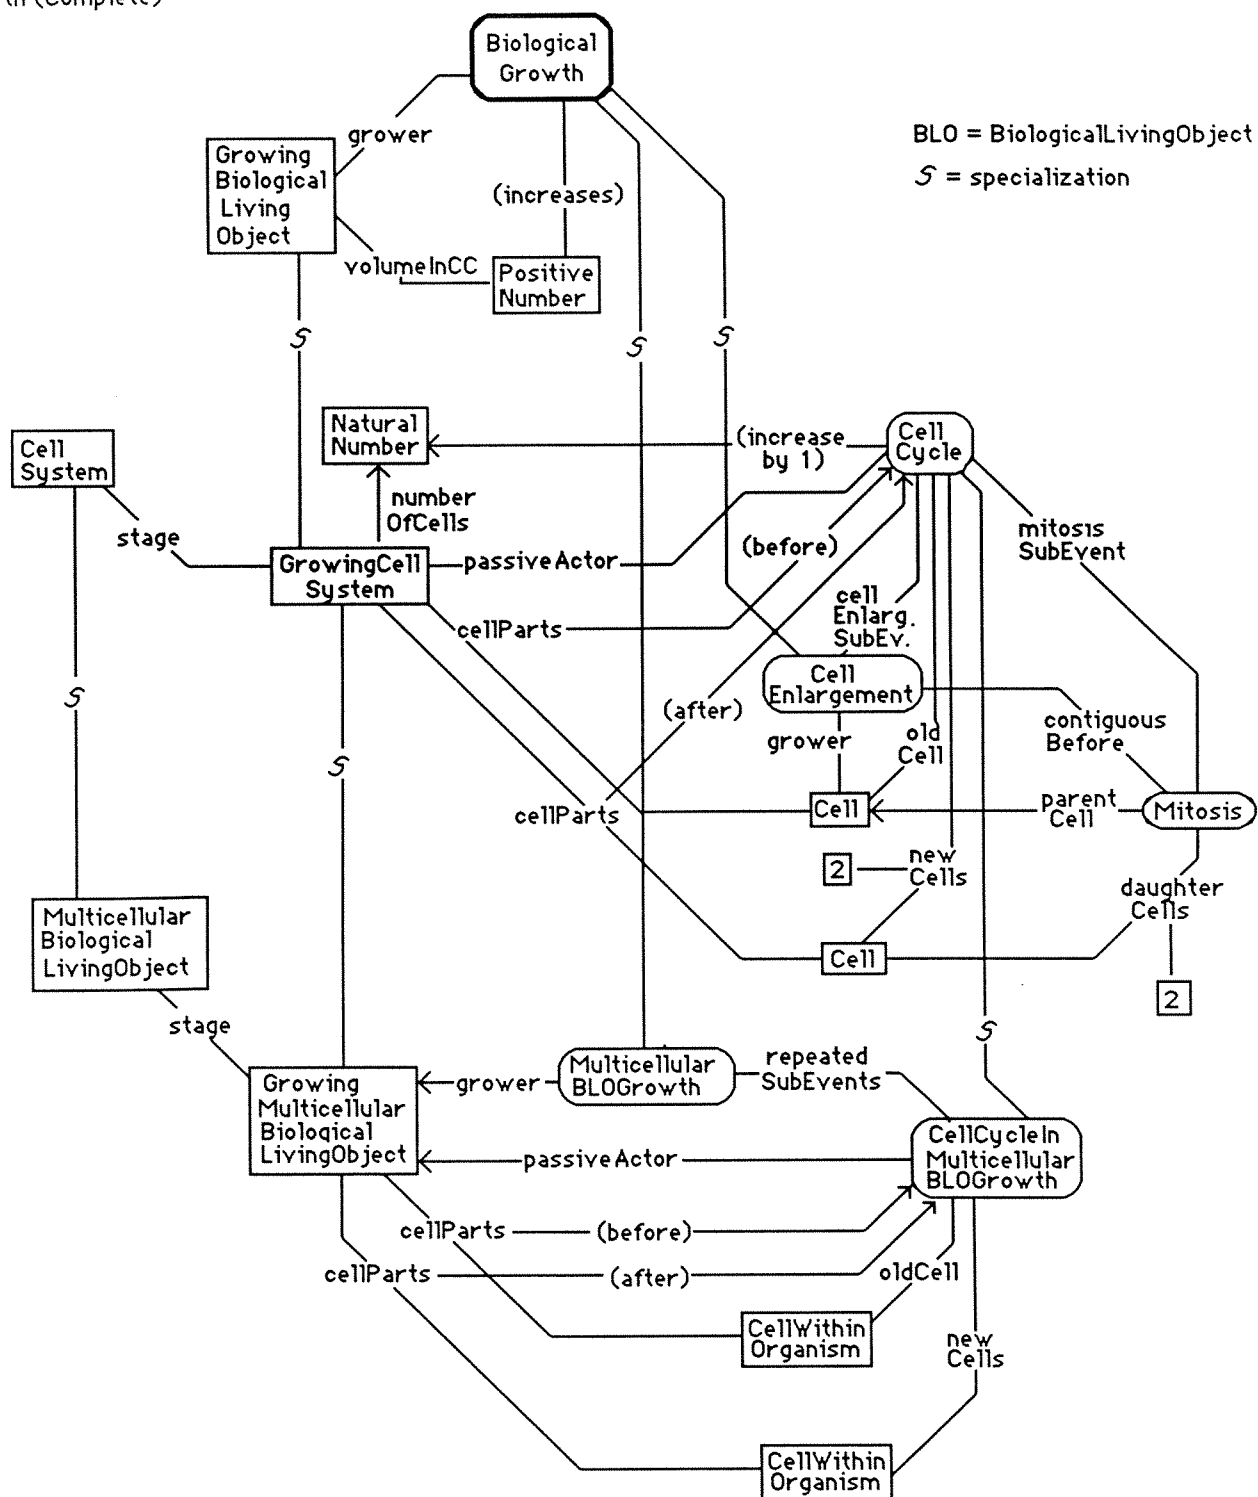 (Complete)
Biological
Growth
BLO = BiologicalLivingObject
S = specialization
grower
Growing
Biological
Living
Object
(increases)
volumeInCC
Positive
Number
S
S
S
Natural
Number
(increase
by 1)
Cell
Cycle
Cell
System
number
OfCells
stage
mitosis
SubEvent
(before)
GrowingCell
System
passiveActor
cell
Enlarg.
SubEv.
cellParts
Cell
Enlargement
S
(after)
contiguous
Before
grower
old
Cell
S
cellParts
Cell
parent
Cell
Mitosis
2
new
Cells
daughter
Cells
Multicellular
Biological
LivingObject
Cell
2
stage
S
Multicellular
BLOGrowth
repeated
SubEvents
Growing
Multicellular
Biological
LivingObject
grower
CellCycleIn
Multicellular
BLOGrowth
passiveActor
cellParts
(before)
cellParts
(after)
oldCell
CellWithin
Organism
new
Cells
CellWithin
Organism